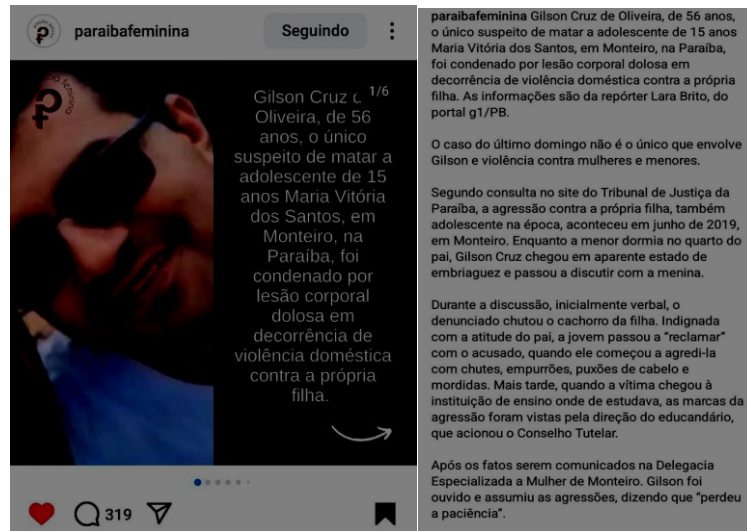 paraibafeminina
Seguindo
1/6
Gilson Cruz d
Oliveira, de 56
anos, o único
suspeito de matar a
adolescente de 15
anos Maria Vitória
dos Santos, em
Monteiro, na
Paraíba, foi
condenado por
lesão corporal
dolosa em
decorrência de
violência doméstica
contra a própria
filha.
319
paraibafeminina Gilson Cruz de Oliveira, de 56 anos,
o único suspeito de matar a adolescente de 15 anos
Maria Vitória dos Santos, em Monteiro, na Paraíba,
foi condenado por lesão corporal dolosa em
decorrência de violência doméstica contra a própria
filha. As informações são da repórter Lara Brito, do
portal g1/PB.
O caso do último domingo não é o único que envolve
Gilson e violência contra mulheres e menores.
Segundo consulta no site do Tribunal de Justiça da
Paraíba, a agressão contra a própria filha, também
adolescente na época, aconteceu em junho de 2019,
em Monteiro. Enquanto a menor dormia no quarto do
pai, Gilson Cruz chegou em aparente estado de
embriaguez e passou a discutir com a menina.
Durante a discussão, inicialmente verbal, o
denunciado chutou o cachorro da filha. Indignada
com a atitude do pai, a jovem passou a “reclamar”
com o acusado, quando ele começou a agredi-la
com chutes, empurrões, puxões de cabelo e
mordidas. Mais tarde, quando a vítima chegou à
instituição de ensino onde de estudava, as marcas da
agressão foram vistas pela direção do educandário,
que acionou o Conselho Tutelar.
Após os fatos serem comunicados na Delegacia
Especializada a Mulher de Monteiro. Gilson foi
ouvido e assumiu as agressões, dizendo que “perdeu
a paciência”.